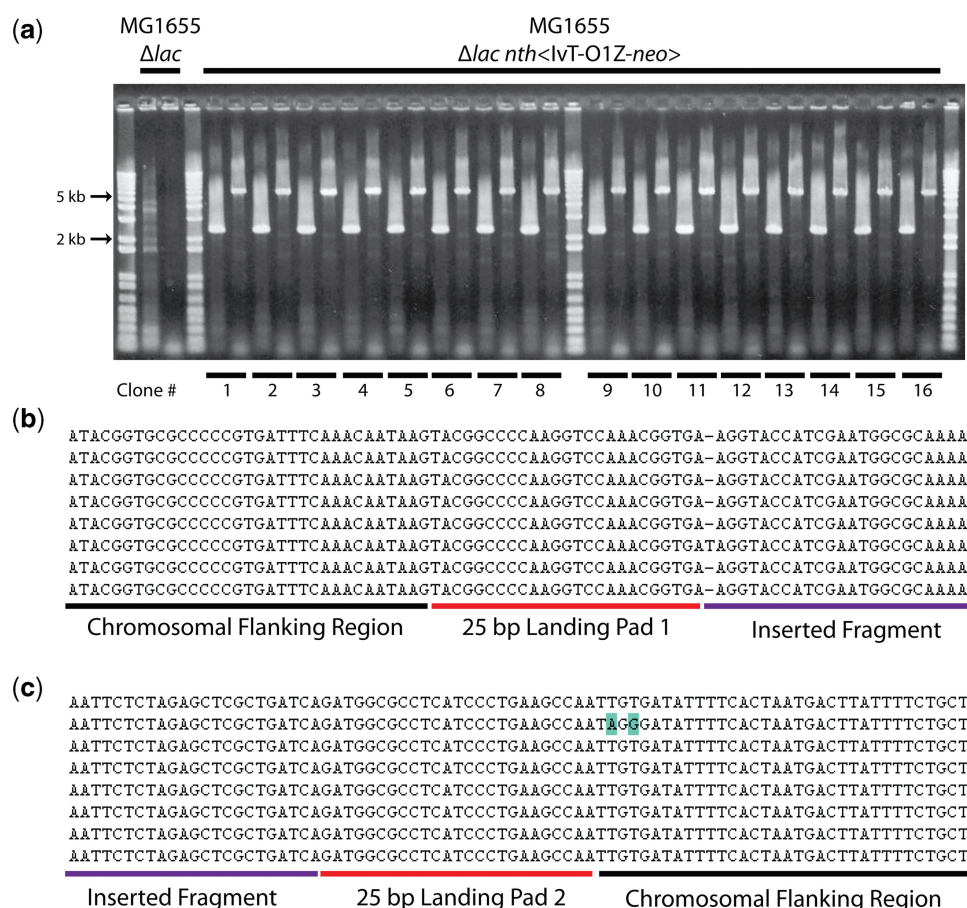 (a)
MG1655
Δlac
MG1655
Δlac nth<IvT-O1Z-neo>
5 kb
2 kb
Clone # 1 2 3 4 5 6 7 8 9 10 11 12 13 14 15 16
(b)
ATACGGTGCGCCCCCGTGATTTCAAACAATAAGTACGGCCCCAAGGTCCAAACGGTGA-AGGTACCATCGAATGGCGCAAAA
ATACGGTGCGCCCCCGTGATTTCAAACAATAAGTACGGCCCCAAGGTCCAAACGGTGA-AGGTACCATCGAATGGCGCAAAA
ATACGGTGCGCCCCCGTGATTTCAAACAATAAGTACGGCCCCAAGGTCCAAACGGTGA-AGGTACCATCGAATGGCGCAAAA
ATACGGTGCGCCCCCGTGATTTCAAACAATAAGTACGGCCCCAAGGTCCAAACGGTGA-AGGTACCATCGAATGGCGCAAAA
ATACGGTGCGCCCCCGTGATTTCAAACAATAAGTACGGCCCCAAGGTCCAAACGGTGA-AGGTACCATCGAATGGCGCAAAA
ATACGGTGCGCCCCCGTGATTTCAAACAATAAGTACGGCCCCAAGGTCCAAACGGTGATAGGTACCATCGAATGGCGCAAAA
ATACGGTGCGCCCCCGTGATTTCAAACAATAAGTACGGCCCCAAGGTCCAAACGGTGA-AGGTACCATCGAATGGCGCAAAA
ATACGGTGCGCCCCCGTGATTTCAAACAATAAGTACGGCCCCAAGGTCCAAACGGTGA-AGGTACCATCGAATGGCGCAAAA
Chromosomal Flanking Region 25 bp Landing Pad 1 Inserted Fragment
(c)
AATTCTCTAGAGCTCGCTGATCAGATGGCGCCTCATCCCTGAAGCCAATTGTGATATTTTCACTAATGACTTATTTTCTGCT
AATTCTCTAGAGCTCGCTGATCAGATGGCGCCTCATCCCTGAAGCCAATAGGGATATTTTCACTAATGACTTATTTTCTGCT
AATTCTCTAGAGCTCGCTGATCAGATGGCGCCTCATCCCTGAAGCCAATTGTGATATTTTCACTAATGACTTATTTTCTGCT
AATTCTCTAGAGCTCGCTGATCAGATGGCGCCTCATCCCTGAAGCCAATTGTGATATTTTCACTAATGACTTATTTTCTGCT
AATTCTCTAGAGCTCGCTGATCAGATGGCGCCTCATCCCTGAAGCCAATTGTGATATTTTCACTAATGACTTATTTTCTGCT
AATTCTCTAGAGCTCGCTGATCAGATGGCGCCTCATCCCTGAAGCCAATTGTGATATTTTCACTAATGACTTATTTTCTGCT
AATTCTCTAGAGCTCGCTGATCAGATGGCGCCTCATCCCTGAAGCCAATTGTGATATTTTCACTAATGACTTATTTTCTGCT
AATTCTCTAGAGCTCGCTGATCAGATGGCGCCTCATCCCTGAAGCCAATTGTGATATTTTCACTAATGACTTATTTTCTGCT
Inserted Fragment 25 bp Landing Pad 2 Chromosomal Flanking Region